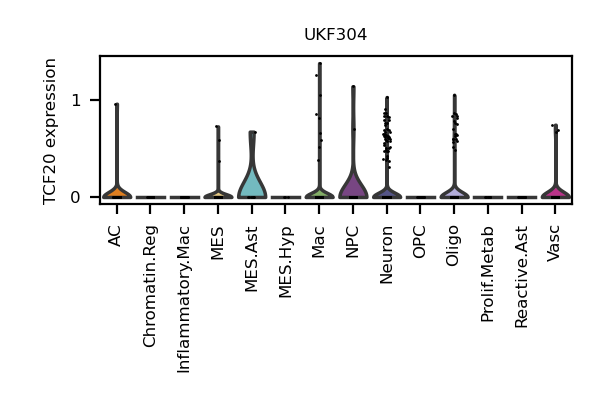 UKF304
TCF20 expression
1
0
AC
Chromatin.Reg
Inflammatory.Mac
MES
MES.Ast
MES.Hyp
Mac
NPC
Neuron
OPC
Oligo
Prolif.Metab
Reactive.Ast
Vasc